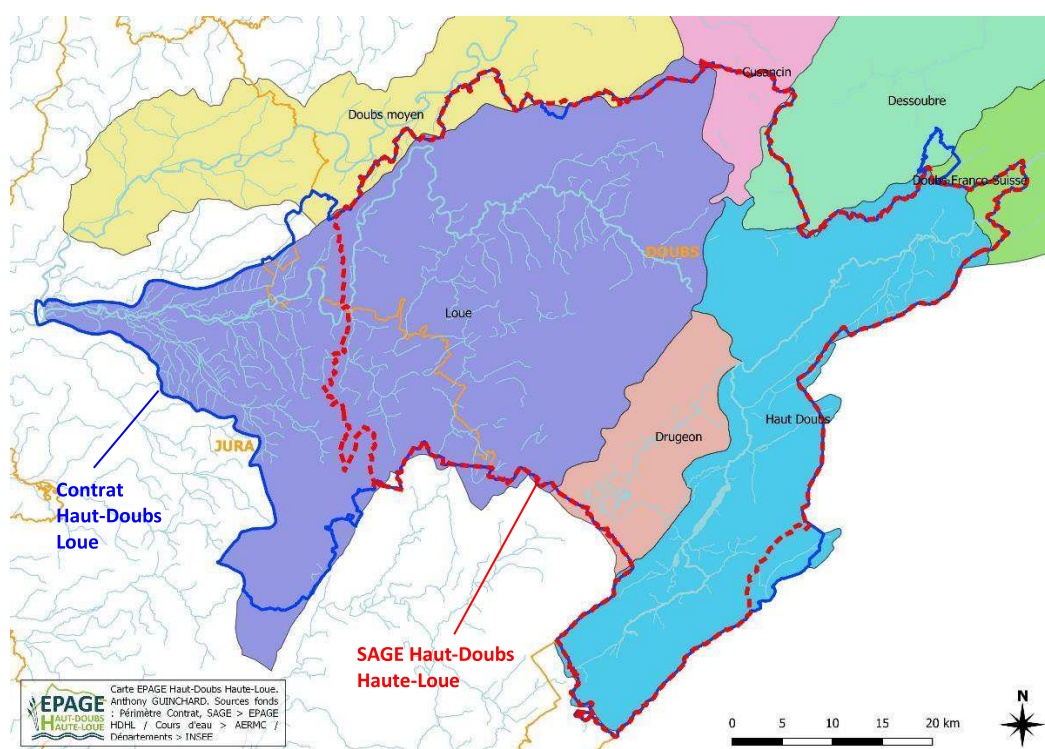 Cusancin
Dessoubre
Doubs moyen
Doubs Franco-Suisse
DOUBS
Loue
Haut Doubs
Drugeon
JURA
Contrat
Haut-Doubs
Loue
SAGE Haut-Doubs
Haute-Loue
EPAGE
HAUT-DOUBS
HAUTE-LOUE
Carte EPAGE Haut-Doubs Haute-Loue.
Anthony GUINCHARD. Sources fonds
: Périmètre Contrat, SAGE > EPAGE
HDHL / Cours d'eau > AERMC /
Départements > INSEE
N
0 5 10 20 km